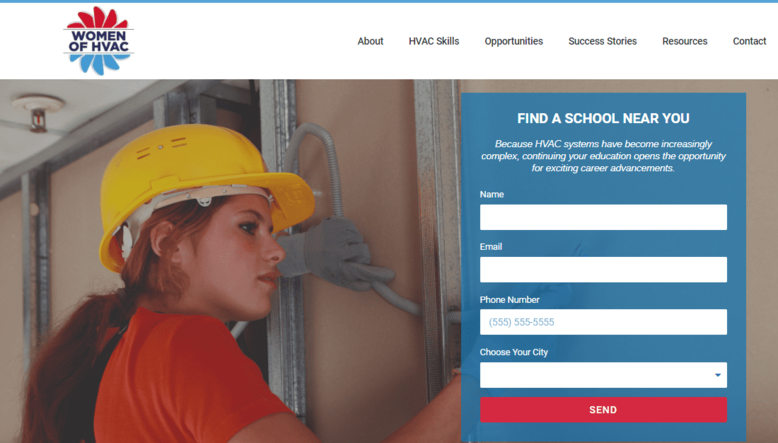 WOMEN
OF HVAC
About HVAC Skills Opportunities Success Stories Resources Contact
FIND A SCHOOL NEAR YOU
Because HVAC systems have become increasingly
complex, continuing your education opens the opportunity
for exciting career advancements.
Name
Email
Phone Number
(555) 555-5555
Choose Your City
SEND